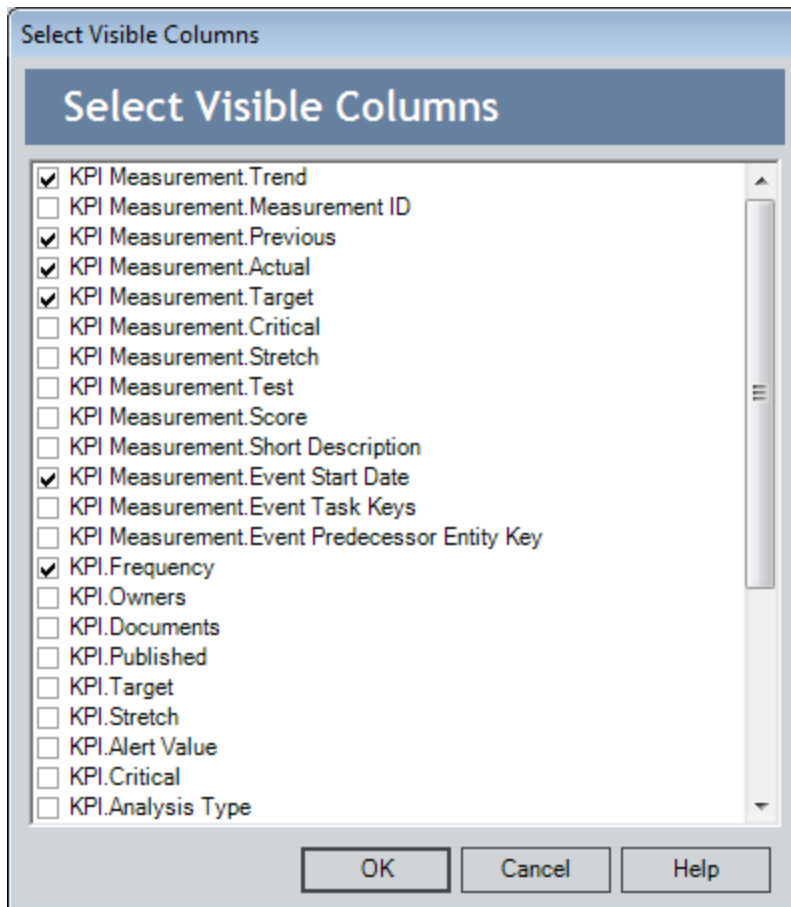 Select Visible Columns
Select Visible Columns
KPI Measurement.Trend
KPI Measurement.Measurement ID
KPI Measurement.Previous
KPI Measurement.Actual
KPI Measurement.Target
KPI Measurement.Critical
KPI Measurement.Stretch
KPI Measurement.Test
KPI Measurement.Score
KPI Measurement.Short Description
KPI Measurement.Event Start Date
KPI Measurement.Event Task Keys
KPI Measurement.Event Predecessor Entity Key
KPI.Frequency
KPI.Owners
KPI.Documents
KPI.Published
KPI.Target
KPI.Stretch
KPI.Alert Value
KPI.Critical
KPI.Analysis Type
OK Cancel Help